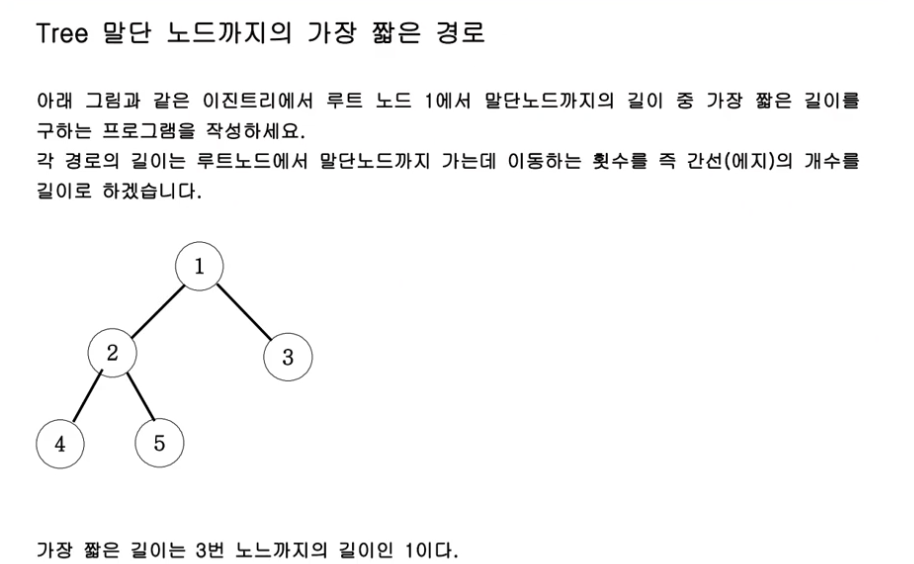 Tree 말단 노드까지의 가장 짧은 경로
아래 그림과 같은 이진트리에서 루트 노드 1에서 말단노드까지의 길이 중 가장 짧은 길이를
구하는 프로그램을 작성하세요.
각 경로의 길이는 루트노드에서 말단노드까지 가는데 이동하는 횟수를 즉 간선(에지)의 개수를
길이로 하겠습니다.
1
2
3
4
5
가장 짧은 길이는 3번 노느까지의 길이인 1이다.